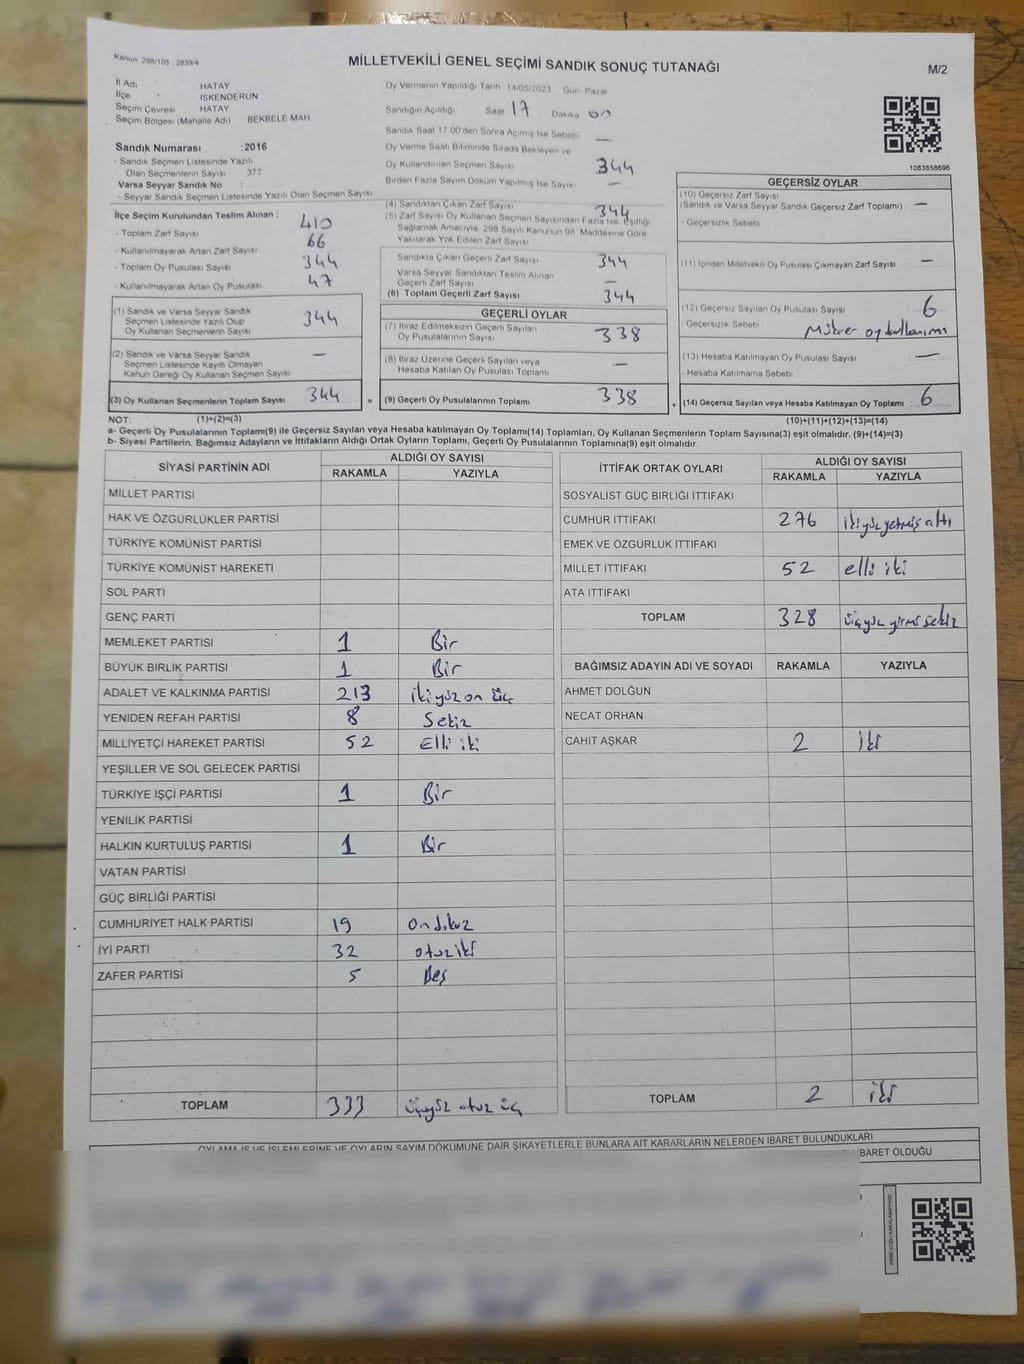 Kanun: 298/105 . 2839/4
MİLLETVEKİLİ GENEL SEÇİMİ SANDIK SONUÇ TUTANAĞI
M/2
İl Adı HATAY
İlçe İSKENDERUN
Seçim Çevresi HATAY
Seçim Bölgesi (Mahalle Adı) BEKBELE MAH
Sandık Numarası :2016
- Sandık Seçmen Listesinde Yazılı
Olan Seçmenlerin Sayısı 377
Varsa Seyyar Sandık No :
- Seyyar Sandık Seçmen Listesinde Yazılı Olan Seçmen Sayısı
Oy Vermenin Yapıldığı Tarih 14/05/2023 Gün Pazar
Sandığın Açıldığı Saat 17 Dakika
Sandık Saat 17.00'den Sonra Açılmış İse Sebebi —
Oy Verme Saati Bitiminde Sırada Bekleyen ve
Oy Kullandırılan Seçmen Sayısı 344
Birden Fazla Sayım Döküm Yapılmış İse Sayısı —
1083858696
İlçe Seçim Kurulundan Teslim Alınan :
- Toplam Zarf Sayısı 410
- Kullanılmayarak Artan Zarf Sayısı 66
- Toplam Oy Pusulası Sayısı 344
- Kullanılmayarak Artan Oy Pusulası 47
(4) Sandıktan Çıkan Zarf Sayısı 344
(5) Zarf Sayısı Oy Kullanan Seçmen Sayısından Fazla İse, Eşitliği
Sağlamak Amacıyla, 298 Sayılı Kanunun 98. Maddesine Göre
Yakılarak Yok Edilen Zarf Sayısı
Sandıkla Çıkan Geçerli Zarf Sayısı 344
Varsa Seyyar Sandıktan Teslim Alınan
Geçerli Zarf Sayısı —
(6) Toplam Geçerli Zarf Sayısı 344
GEÇERSİZ OYLAR
(10) Geçersiz Zarf Sayısı
(Sandık ve Varsa Seyyar Sandık Geçersiz Zarf Toplamı) —
- Geçersizlik Sebebi
(11) İçinden Milletvekili Oy Pusulası Çıkmayan Zarf Sayısı —
(12) Geçersiz Sayılan Oy Pusulası Sayısı 6
- Geçersizlik Sebebi Mükrer oy kullanımı
(13) Hesaba Katılmayan Oy Pusulası Sayısı —
- Hesaba Katılmama Sebebi
(14) Geçersiz Sayılan veya Hesaba Katılmayan Oy Toplamı : 6
(1) Sandık ve Varsa Seyyar Sandık
Seçmen Listesinde Yazılı Olup
Oy Kullanan Seçmenlerin Sayısı 344
(2) Sandık ve Varsa Seyyar Sandık
Seçmen Listesinde Kayıtlı Olmayan
Kanun Gereği Oy Kullanan Seçmen Sayısı —
(3) Oy Kullanan Seçmenlerin Toplam Sayısı 344 =
GEÇERLİ OYLAR
(7) İtiraz Edilmeksizin Geçerli Sayılan
Oy Pusulalarının Sayısı 338
(8) İtiraz Üzerine Geçerli Sayılan veya
Hesaba Katılan Oy Pusulası Toplamı —
(9) Geçerli Oy Pusulalarının Toplamı 338 +
NOT: (1)+(2)=(3) (10)+(11)+(12)+(13)=(14)
a- Geçerli Oy Pusulalarının Toplamı(9) ile Geçersiz Sayılan veya Hesaba katılmayan Oy Toplamı(14) Toplamları, Oy Kullanan Seçmenlerin Toplam Sayısına(3) eşit olmalıdır. (9)+(14)=(3)
b- Siyasi Partilerin, Bağımsız Adayların ve İttifakların Aldığı Ortak Oyların Toplamı, Geçerli Oy Pusulalarının Toplamına(9) eşit olmalıdır.
SİYASİ PARTİNİN ADI ALDIĞI OY SAYISI
RAKAMLA YAZIYLA
MİLLET PARTİSİ
HAK VE ÖZGÜRLÜKLER PARTİSİ
TÜRKİYE KOMÜNİST PARTİSİ
TÜRKİYE KOMÜNİST HAREKETİ
SOL PARTİ
GENÇ PARTİ
MEMLEKET PARTİSİ 1 Bir
BÜYÜK BİRLİK PARTİSİ 1 Bir
ADALET VE KALKINMA PARTİSİ 213 ikiyüz on üç
YENİDEN REFAH PARTİSİ 8 Sekiz
MİLLİYETÇİ HAREKET PARTİSİ 52 Elli iki
YEŞİLLER VE SOL GELECEK PARTİSİ
TÜRKİYE İŞÇİ PARTİSİ 1 Bir
YENİLİK PARTİSİ
HALKIN KURTULUŞ PARTİSİ 1 Bir
VATAN PARTİSİ
GÜÇ BİRLİĞİ PARTİSİ
CUMHURİYET HALK PARTİSİ 19 ondokuz
İYİ PARTİ 32 otuz iki
ZAFER PARTİSİ 5 Beş
TOPLAM 333 üçyüz otuz üç
İTTİFAK ORTAK OYLARI ALDIĞI OY SAYISI
RAKAMLA YAZIYLA
SOSYALİST GÜÇ BİRLİĞİ İTTİFAKI
CUMHUR İTTİFAKI 276 ikiyüz yetmiş altı
EMEK VE ÖZGÜRLÜK İTTİFAKI
MİLLET İTTİFAKI 52 elli iki
ATA İTTİFAKI
TOPLAM 328 üçyüz yirmi sekiz
BAĞIMSIZ ADAYIN ADI VE SOYADI RAKAMLA YAZIYLA
AHMET DOLĞUN
NECAT ORHAN
CAHİT AŞKAR 2 iki
TOPLAM 2 iki
OYLAMA İŞ VE İŞLEMLERİNE VE OYLARIN SAYIM DÖKÜMÜNE DAİR ŞİKAYETLERLE BUNLARA AİT KARARLARIN NELERDEN İBARET BULUNDUKLARI
BARET OLDUĞU